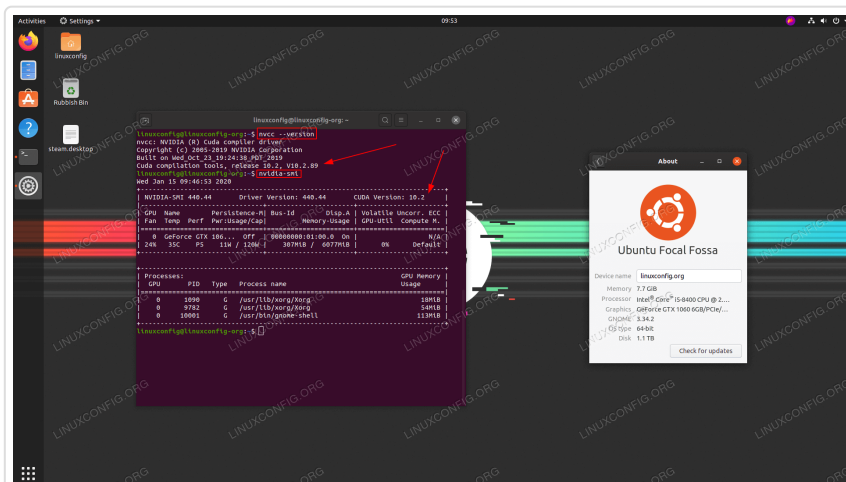 Activities
Settings
09:53
linuxconfig
Rubbish Bin
steam.desktop
linuxconfig@linuxconfig-org: ~
linuxconfig@linuxconfig-org:~$ nvcc --version
nvcc: NVIDIA (R) Cuda compiler driver
Copyright (c) 2005-2019 NVIDIA Corporation
Built on Wed_Oct_23_19:24:38_PDT_2019
Cuda compilation tools, release 10.2, V10.2.89
linuxconfig@linuxconfig-org:~$ nvidia-smi
Wed Jan 15 09:46:53 2020
NVIDIA-SMI 440.44 Driver Version: 440.44 CUDA Version: 10.2
GPU Name Persistence-M| Bus-Id Disp.A | Volatile Uncorr. ECC
Fan Temp Perf Pwr:Usage/Cap| Memory-Usage | GPU-Util Compute M.
0 GeForce GTX 106... Off | 00000000:01:00.0 On | N/A
24% 35C P5 11W / 120W | 307MiB / 6077MiB | 0% Default
Processes: GPU Memory
GPU PID Type Process name Usage
0 1090 G /usr/lib/xorg/Xorg 18MiB
0 9782 G /usr/lib/xorg/Xorg 54MiB
0 10001 G /usr/bin/gnome-shell 113MiB
linuxconfig@linuxconfig-org:~$
About
Ubuntu Focal Fossa
Device name linuxconfig.org
Memory 7.7 GiB
Processor Intel® Core™ i5-8400 CPU @ 2....
Graphics GeForce GTX 1060 6GB/PCIe/...
GNOME 3.34.2
OS type 64-bit
Disk 1.1 TB
Check for updates
LINUXCONFIG.ORG